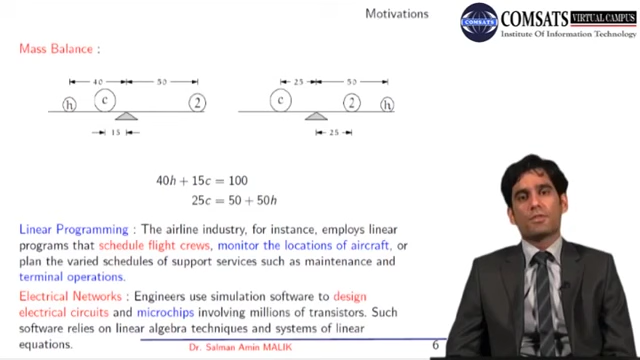 Motivations
COMSATS VIRTUAL CAMPUS
Institute Of Information Technology
Mass Balance :
40 50
h c 2
15
25 50
c 2 h
25
40h + 15c = 100
25c = 50 + 50h
Linear Programming : The airline industry, for instance, employs linear
programs that schedule flight crews, monitor the locations of aircraft, or
plan the varied schedules of support services such as maintenance and
terminal operations.
Electrical Networks : Engineers use simulation software to design
electrical circuits and microchips involving millions of transistors. Such
software relies on linear algebra techniques and systems of linear
equations.
Dr. Salman Amin MALIK 6